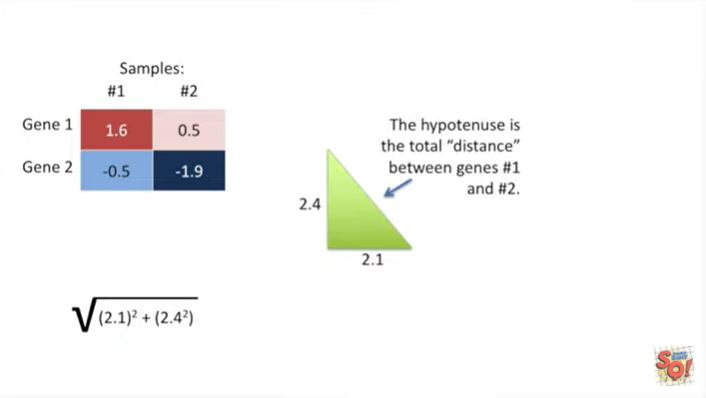 Samples:
#1 #2
Gene 1 1.6 0.5
Gene 2 -0.5 -1.9
The hypotenuse is
the total “distance”
between genes #1
and #2.
2.4
2.1
√(2.1)² + (2.4²)
SQ!